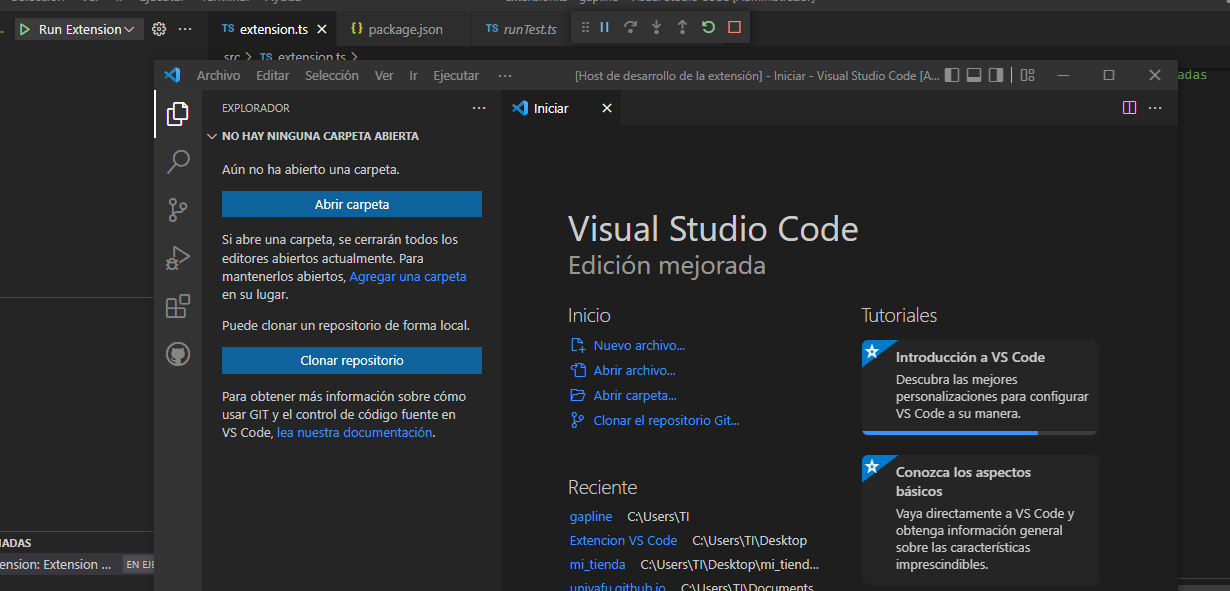 Run Extension
TS extension.ts
{} package.json
TS runTest.ts
src > TS extension.ts >
adas
Archivo Editar Selección Ver Ir Ejecutar ···
[Host de desarrollo de la extensión] - Iniciar - Visual Studio Code [A...
EXPLORADOR
Iniciar
NO HAY NINGUNA CARPETA ABIERTA
Aún no ha abierto una carpeta.
Abrir carpeta
Si abre una carpeta, se cerrarán todos los
editores abiertos actualmente. Para
mantenerlos abiertos, Agregar una carpeta
en su lugar.
Puede clonar un repositorio de forma local.
Clonar repositorio
Para obtener más información sobre cómo
usar GIT y el control de código fuente en
VS Code, lea nuestra documentación.
Visual Studio Code
Edición mejorada
Inicio
Nuevo archivo...
Abrir archivo...
Abrir carpeta...
Clonar el repositorio Git...
Reciente
gapline C:\Users\TI
Extencion VS Code C:\Users\TI\Desktop
mi_tienda C:\Users\TI\Desktop\mi_tiend...
univafu.github.io C:\Users\TI\Documents
Tutoriales
Introducción a VS Code
Descubra las mejores
personalizaciones para configurar
VS Code a su manera.
Conozca los aspectos
básicos
Vaya directamente a VS Code y
obtenga información general
sobre las características
imprescindibles.
IADAS
ension: Extension ... EN EJE